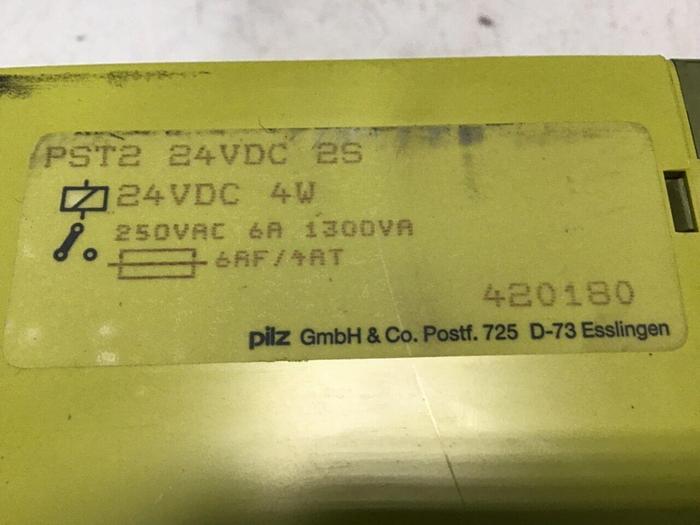 PST2 24VDC 2S
24VDC 4W
250VAC 6A 1300VA
6AF/4AT
420180
pilz GmbH & Co. Postf. 725 D-73 Esslingen